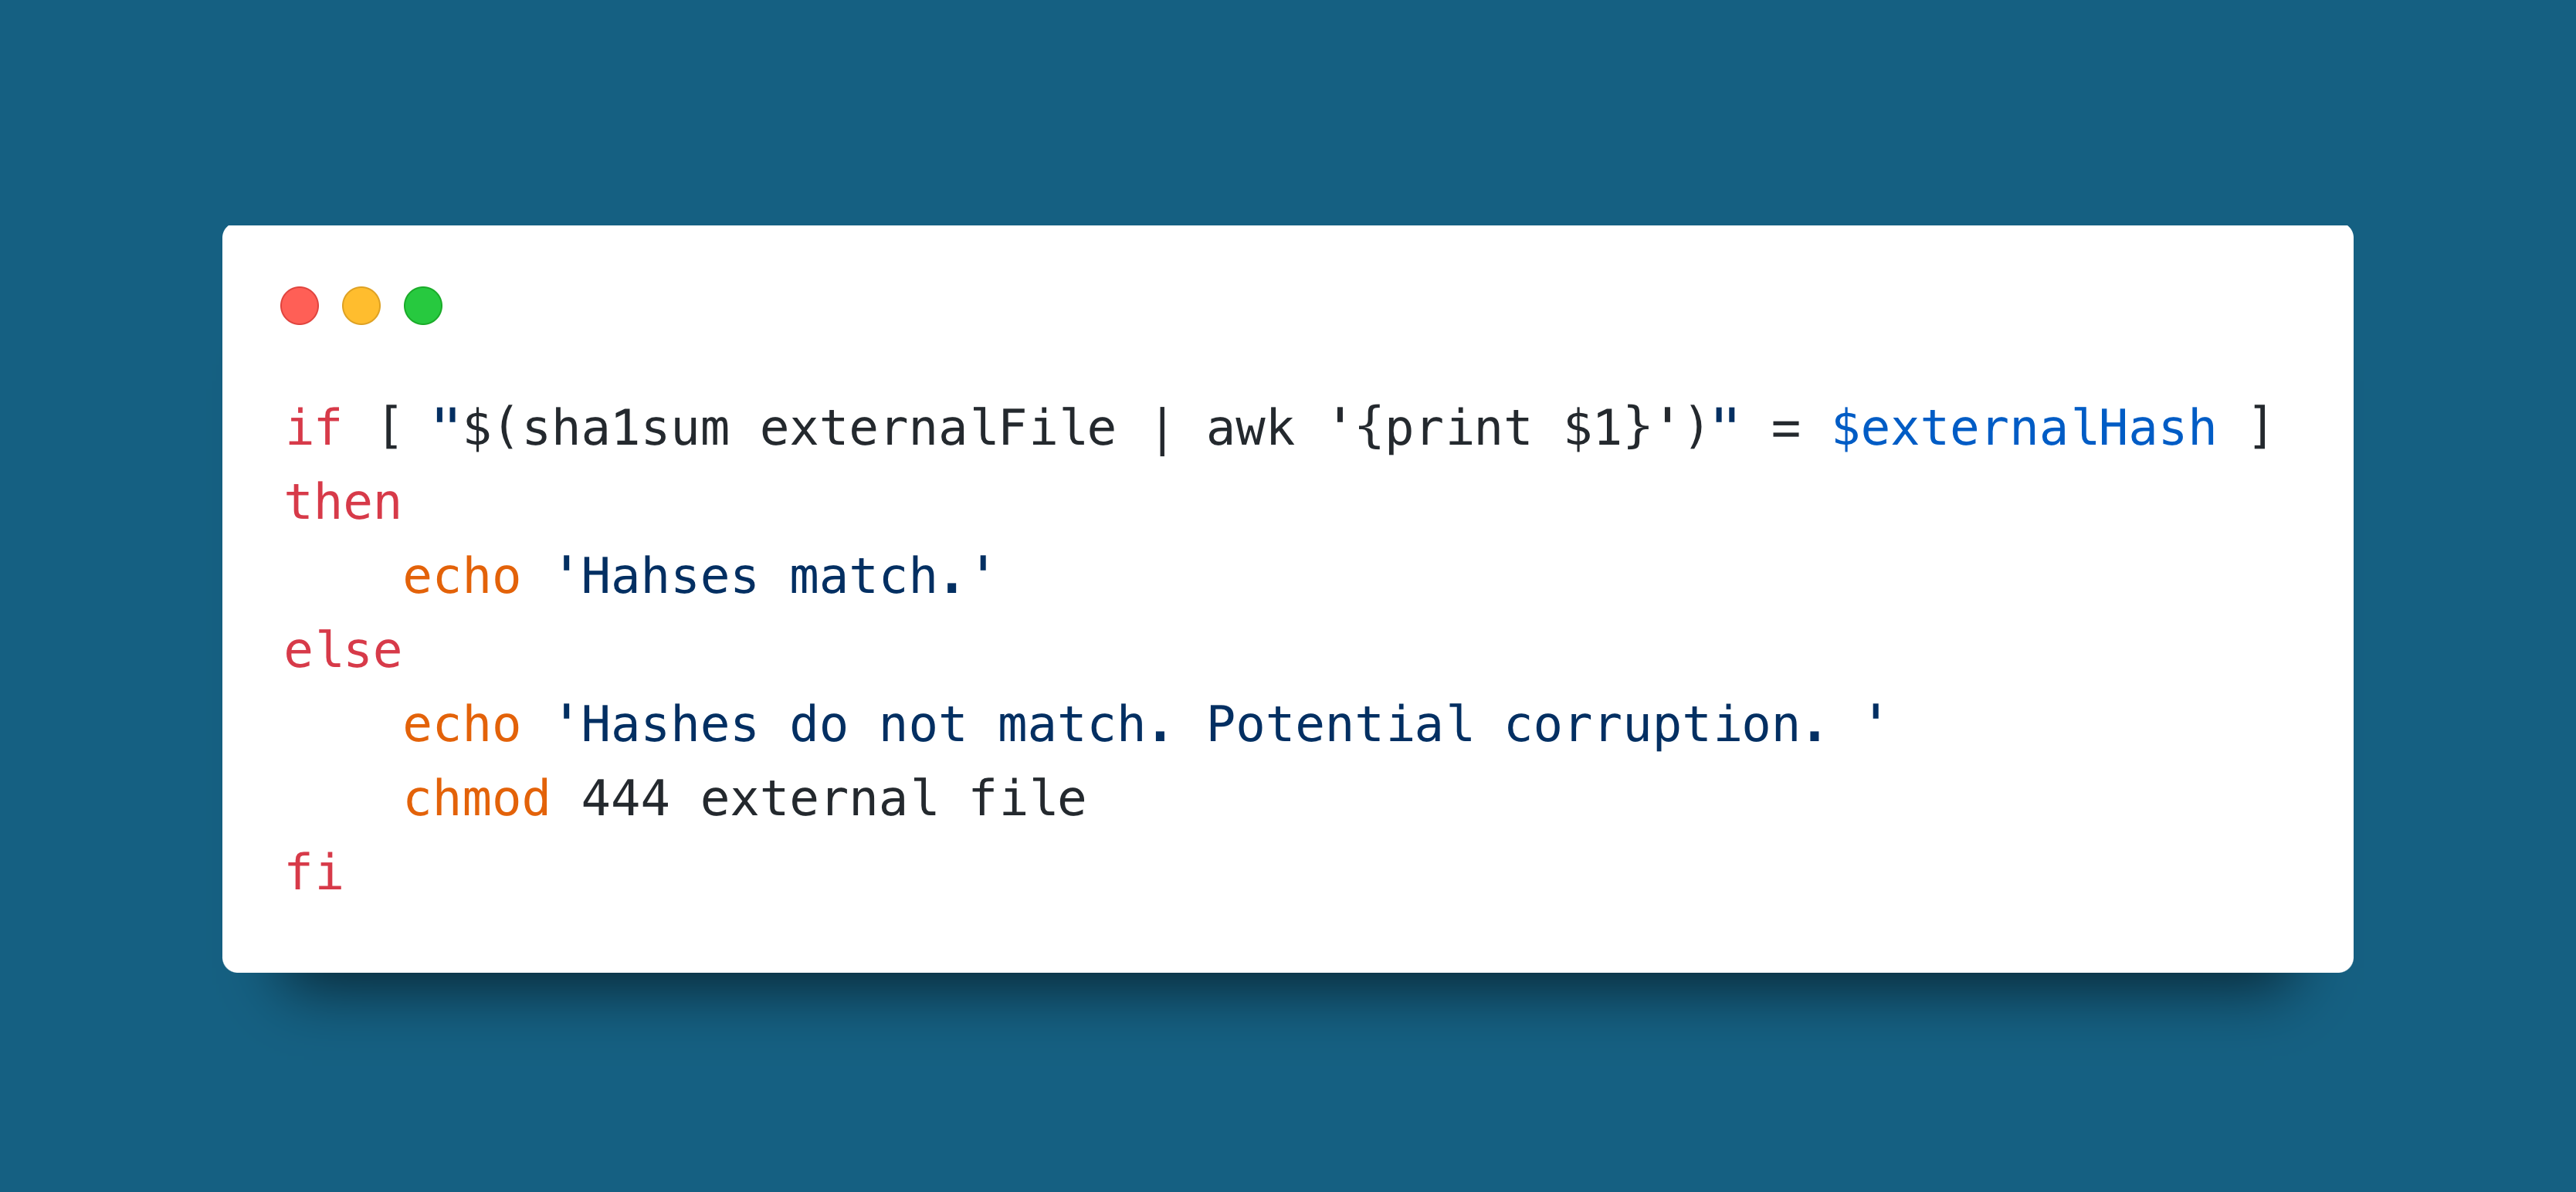 if [ "$(sha1sum externalFile | awk '{print $1}')" = $externalHash ]
then
    echo 'Hahses match.'
else
    echo 'Hashes do not match. Potential corruption. '
    chmod 444 external file
fi